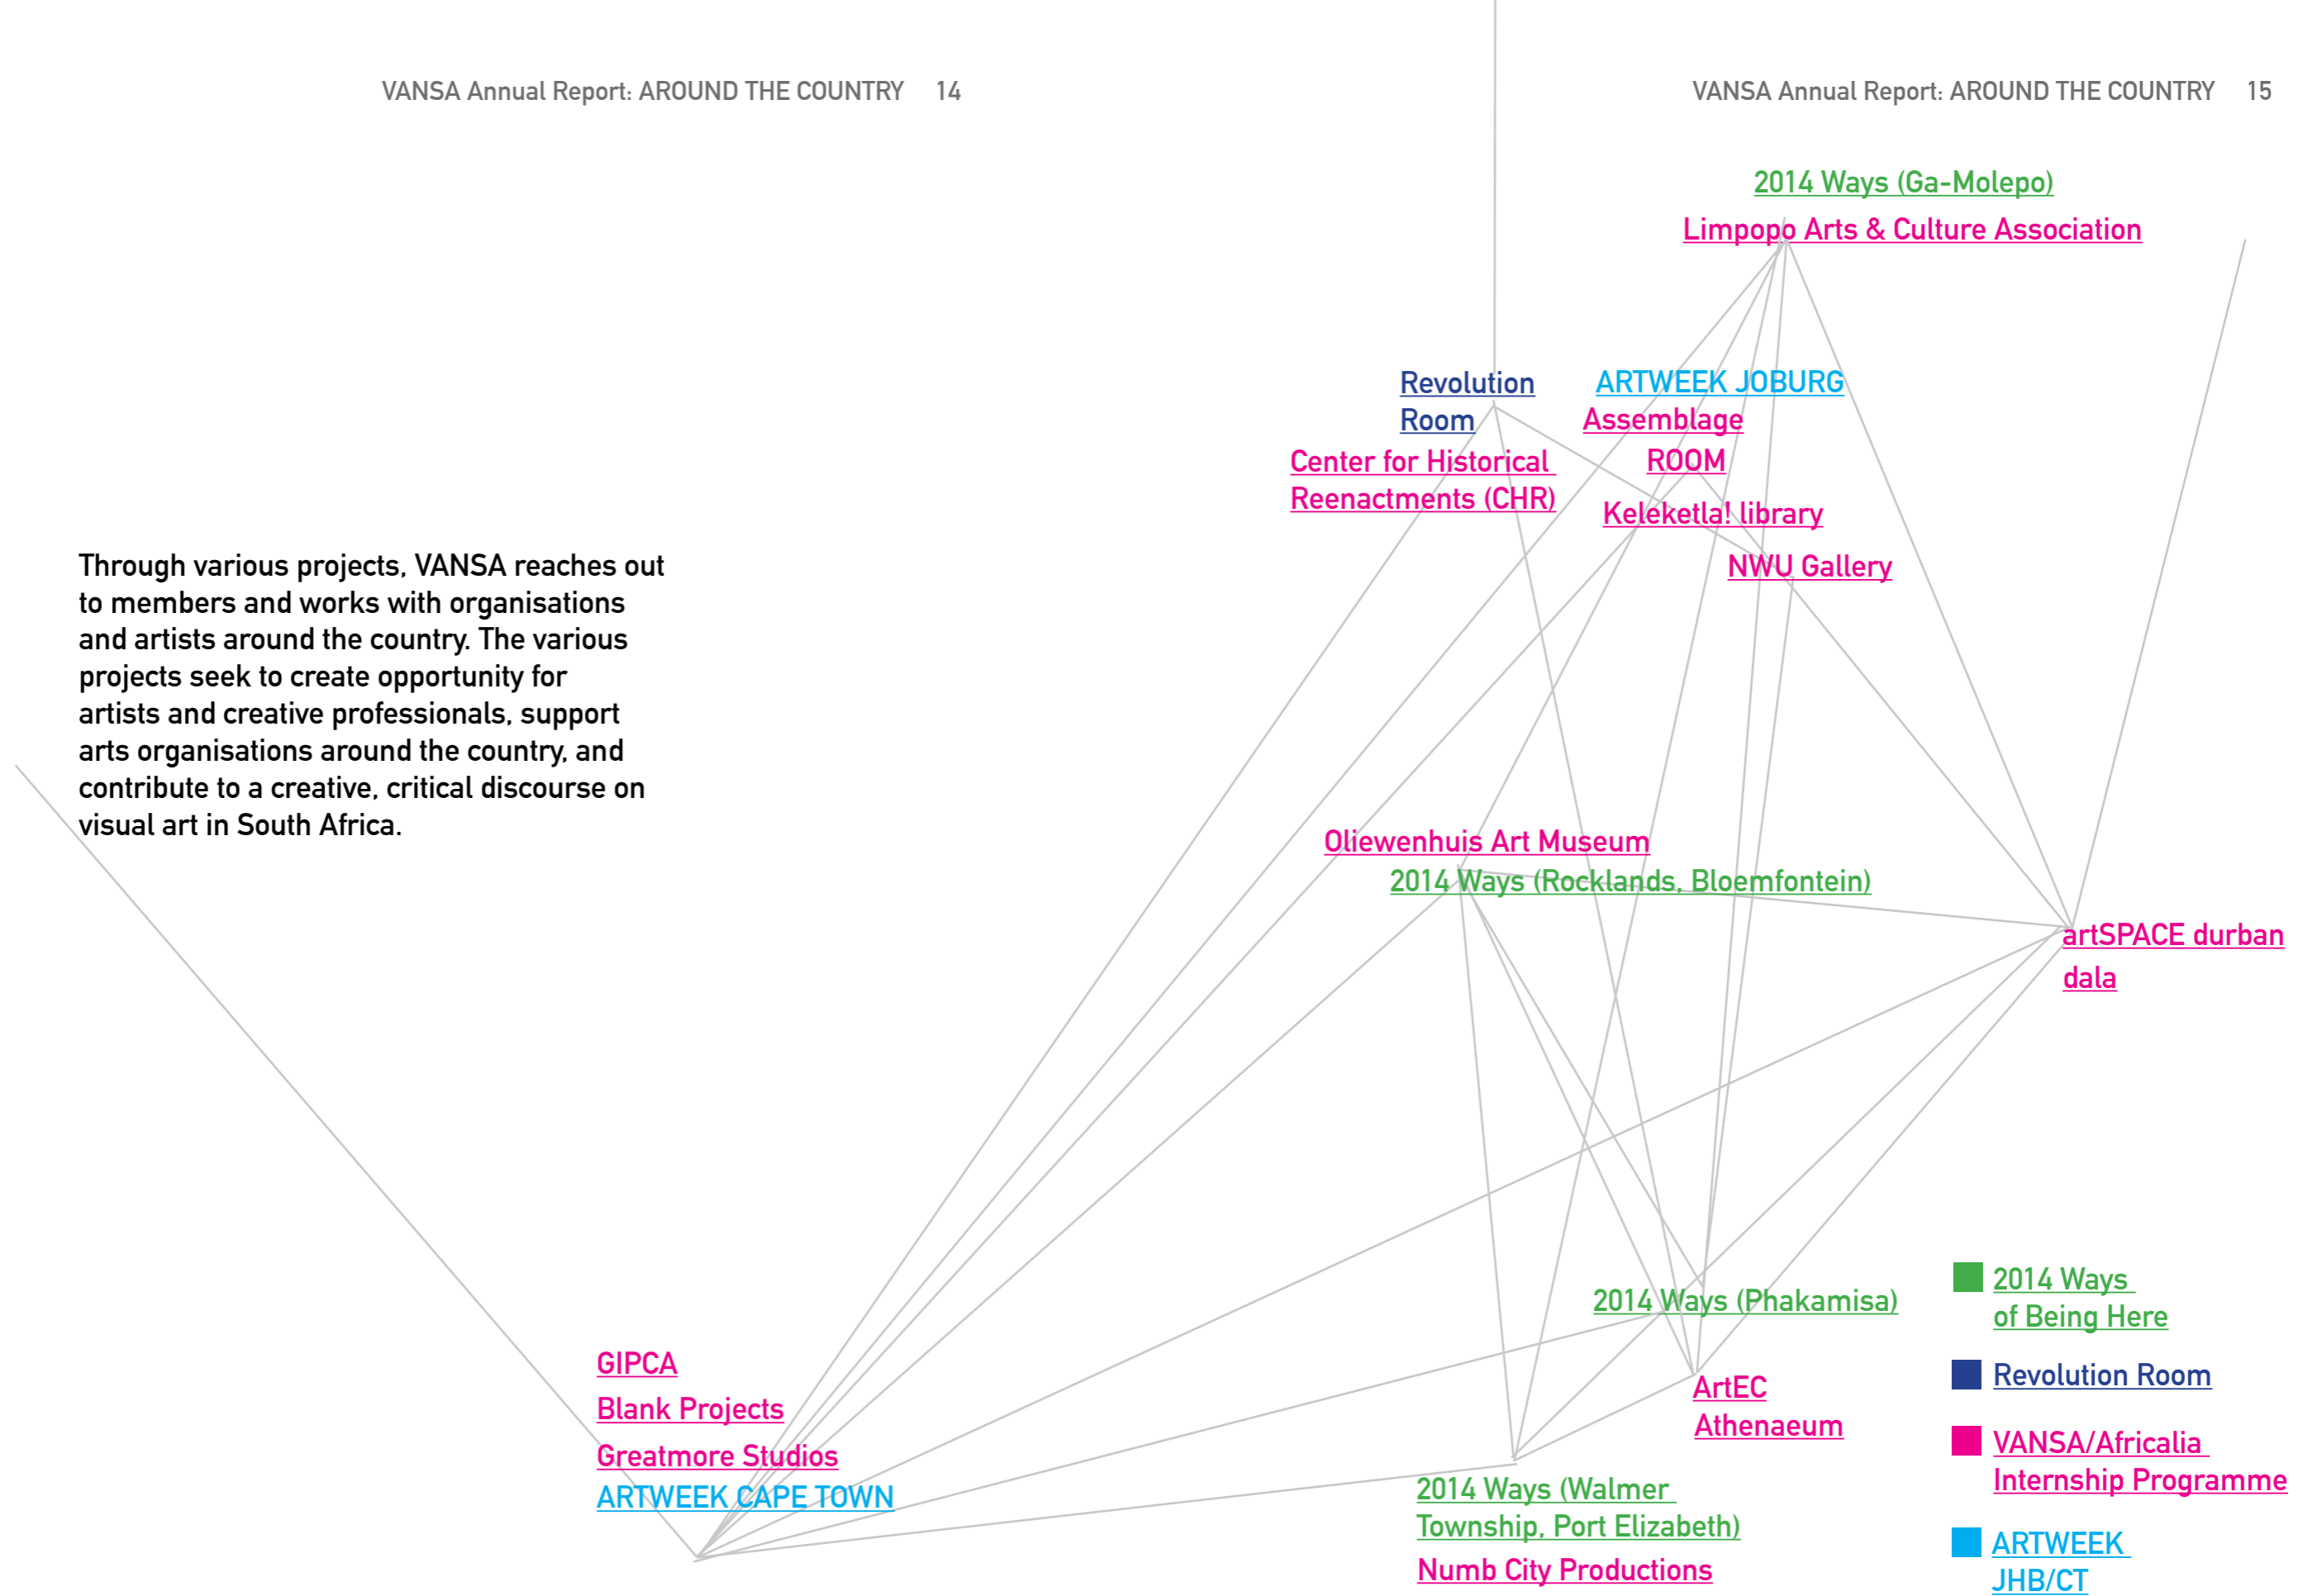 VANSA Annual Report: AROUND THE COUNTRY 14
Through various projects, VANSA reaches out
to members and works with organisations
and artists around the country. The various
projects seek to create opportunity for
artists and creative professionals, support
arts organisations around the country, and
contribute to a creative, critical discourse on
visual art in South Africa.
GIPCA
Blank Projects
Greatmore Studios
ARTWEEK CAPE TOWN
VANSA Annual Report: AROUND THE COUNTRY 15
2014 Ways (Ga-Molepo)
Limpopo Arts & Culture Association
Revolution
Room
ARTWEEK JOBURG
Assemblage
Center for Historical
Reenactments (CHR)
ROOM
Keleketla! library
NWU Gallery
Oliewenhuis Art Museum
2014 Ways (Rocklands, Bloemfontein)
artSPACE durban
dala
2014 Ways (Phakamisa)
ArtEC
Athenaeum
2014 Ways (Walmer
Township, Port Elizabeth)
Numb City Productions
2014 Ways
of Being Here
Revolution Room
VANSA/Africalia
Internship Programme
ARTWEEK
JHB/CT